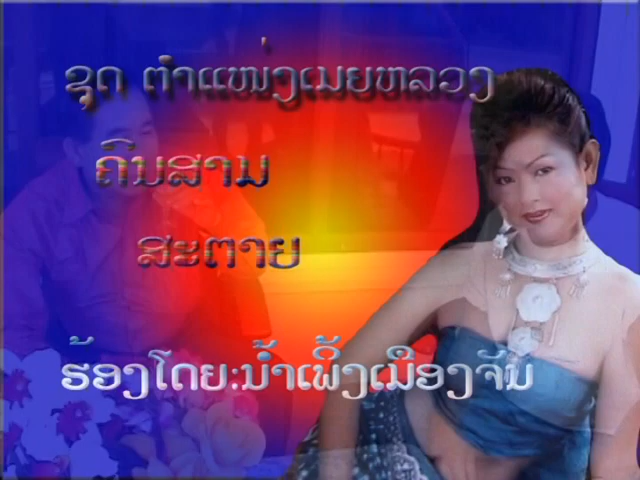 ຊຸດ ຕຳແໜ່ງເມຍຫລວງ
ຄົນສາມ
ສະຕາຍ
ຮ້ອງໂດຍ:ນ້ຳເພິ້ງເມືອງຈັນ